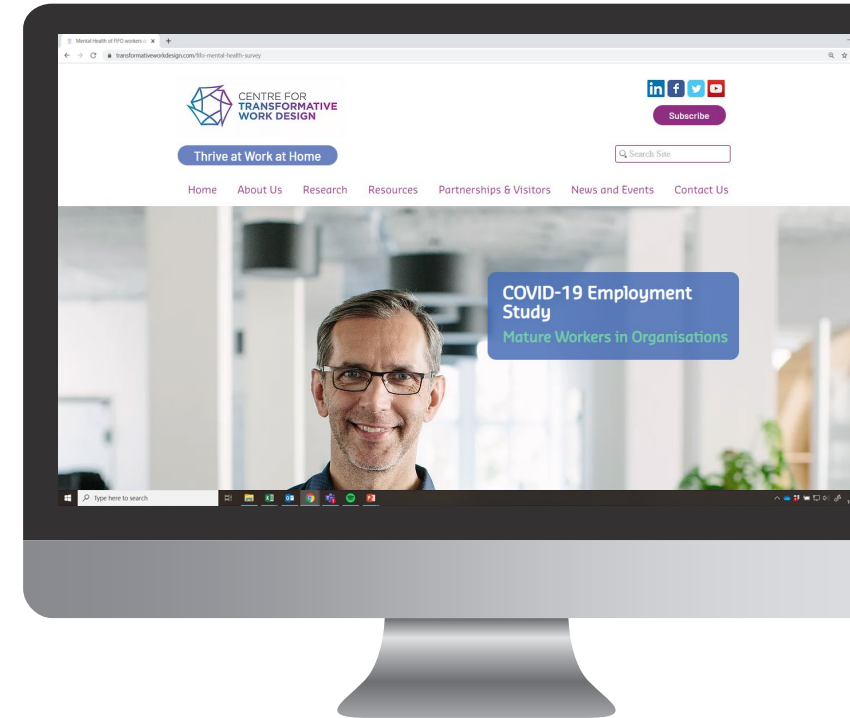 Mental Health of FIFO workers
transformativeworkdesign.com/fifo-mental-health-survey
CENTRE FOR
TRANSFORMATIVE
WORK DESIGN
in f
Subscribe
Thrive at Work at Home
Search Site
Home About Us Research Resources Partnerships & Visitors News and Events Contact Us
COVID-19 Employment
Study
Mature Workers in Organisations
Type here to search